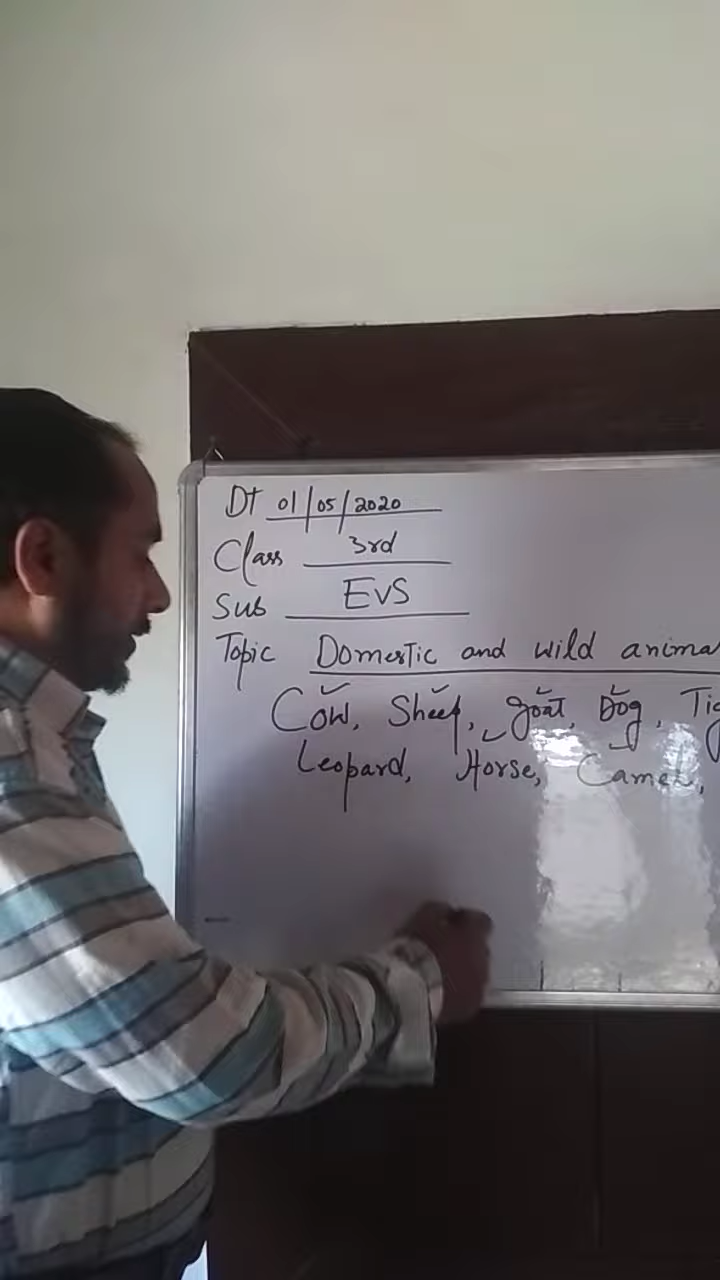 Dt 01/05/2020
Class 3rd
Sub EVS
Topic Domestic and wild anima
Cow, Sheep, goat, Dog, Tig
Leopard, Horse, Camel,